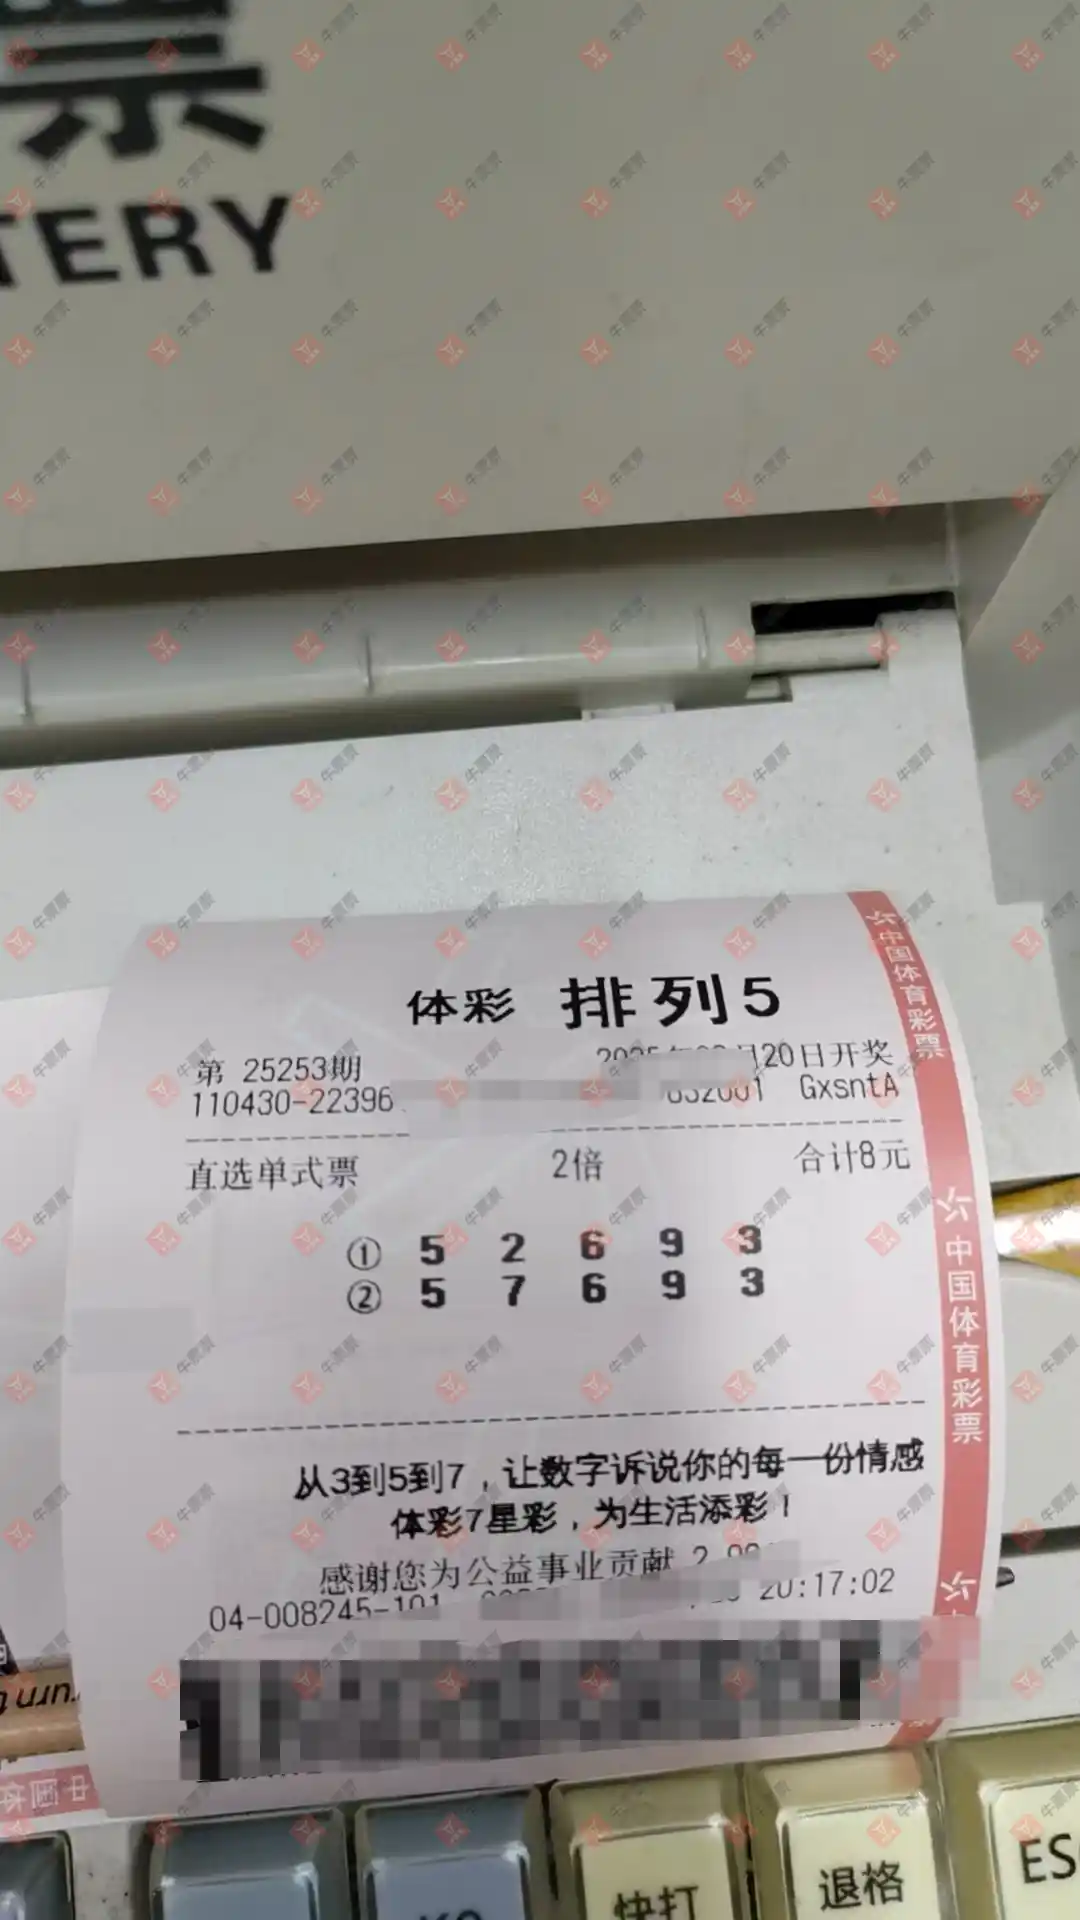 票
TERY
体彩 排列5
第 25253期
20日开奖
110430-22396
GxsntA
直选单式票 2倍 合计8元
① 5 2 6 9 3
② 5 7 6 9 3
从3到5到7，让数字诉说你的每一份情感
体彩7星彩，为生活添彩！
感谢您为公益事业贡献
04-008245-101
20:17:02
中国体育彩票
中国体育彩票
快打
退格
牛票票